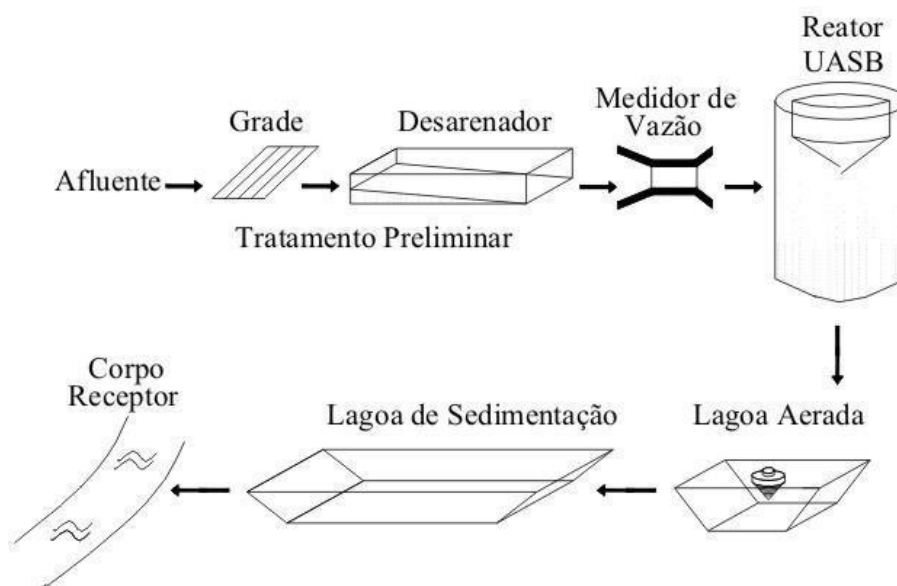 Reator
UASB
Medidor de
Vazão
Grade
Desarenador
Afluente
Tratamento Preliminar
Corpo
Receptor
Lagoa de Sedimentação
Lagoa Aerada